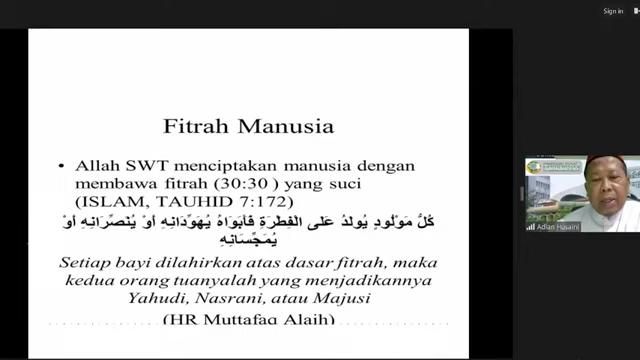 Sign in
Fitrah Manusia
• Allah SWT menciptakan manusia dengan
membawa fitrah (30:30 ) yang suci
(ISLAM, TAUHID 7:172)
كُلُّ مَوْلُودٍ يُولَدُ عَلَى الفِطْرَةِ فَأَبَوَاهُ يُهَوِّدَانِهِ أَوْ يُنَصِّرَانِهِ أَوْ
يُمَجِّسَانِهِ
Setiap bayi dilahirkan atas dasar fitrah, maka
kedua orang tuanyalah yang menjadikannya
Yahudi, Nasrani, atau Majusi
(HR Muttafaq Alaih)
Adian Husaini